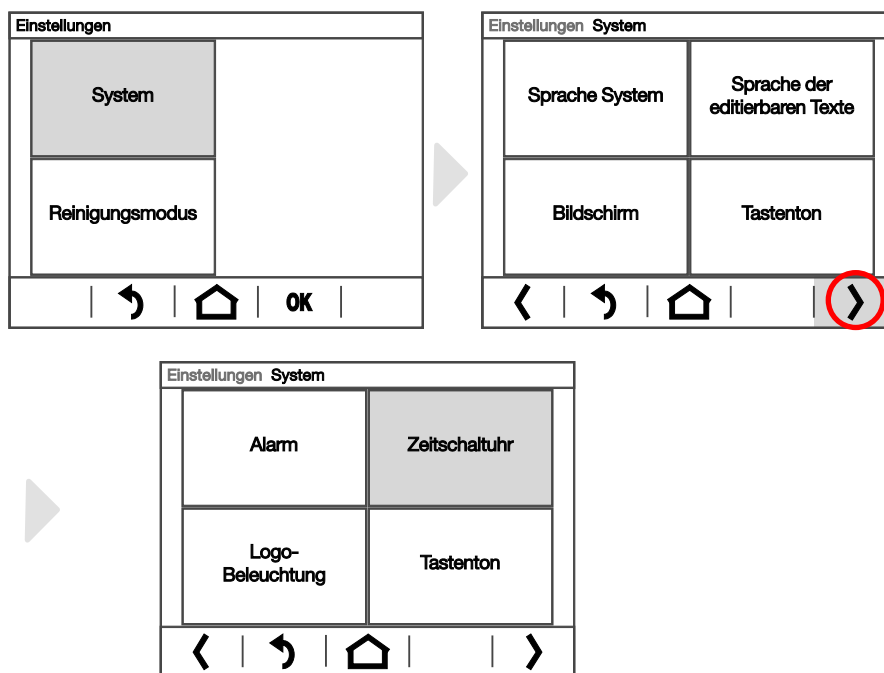 Einstellungen
System
Reinigungsmodus
OK
Einstellungen System
Sprache System
Sprache der
editierbaren Texte
Bildschirm
Tastenton
Einstellungen System
Alarm
Zeitschaltuhr
Logo-
Beleuchtung
Tastenton